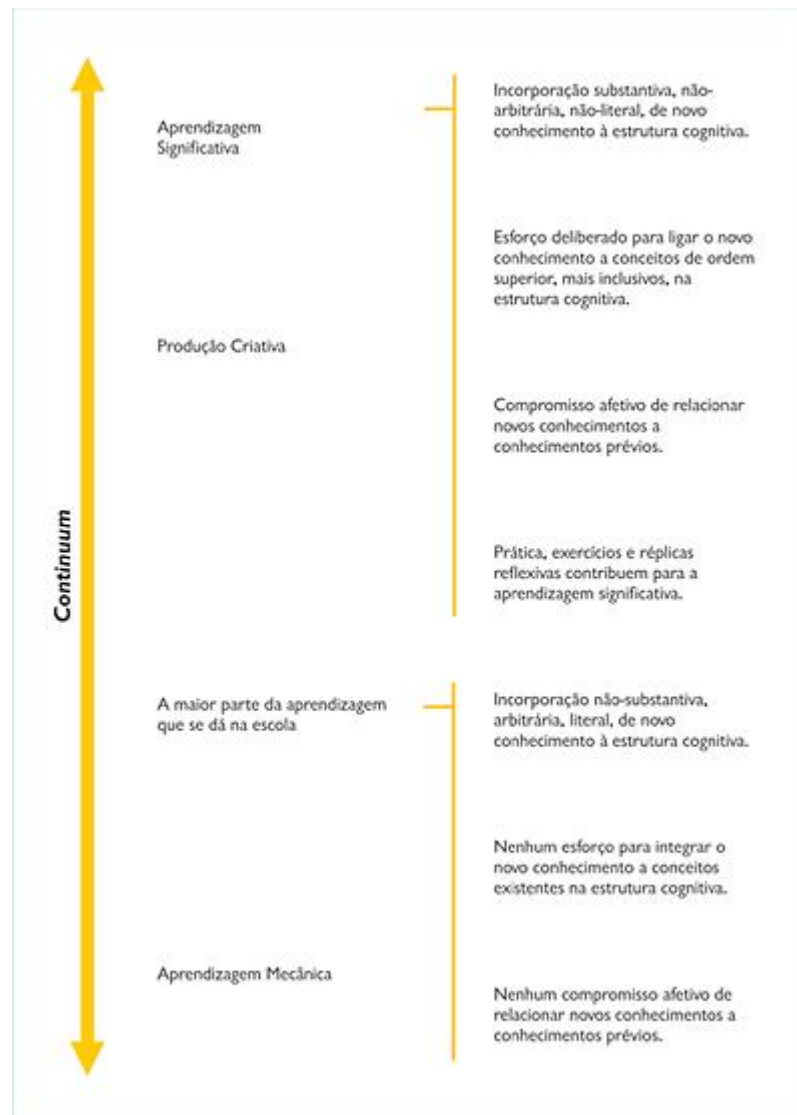 Aprendizagem
Significativa
Incorporação substantiva, não-
arbitrária, não-literal, de novo
conhecimento à estrutura cognitiva.
Esforço deliberado para ligar o novo
conhecimento a conceitos de ordem
superior, mais inclusivos, na
estrutura cognitiva.
Produção Criativa
Compromisso afetivo de relacionar
novos conhecimentos a
conhecimentos prévios.
Continuum
Prática, exercícios e réplicas
reflexivas contribuem para a
aprendizagem significativa.
A maior parte da aprendizagem
que se dá na escola
Incorporação não-substantiva,
arbitrária, literal, de novo
conhecimento à estrutura cognitiva.
Nenhum esforço para integrar o
novo conhecimento a conceitos
existentes na estrutura cognitiva.
Aprendizagem Mecânica
Nenhum compromisso afetivo de
relacionar novos conhecimentos a
conhecimentos prévios.